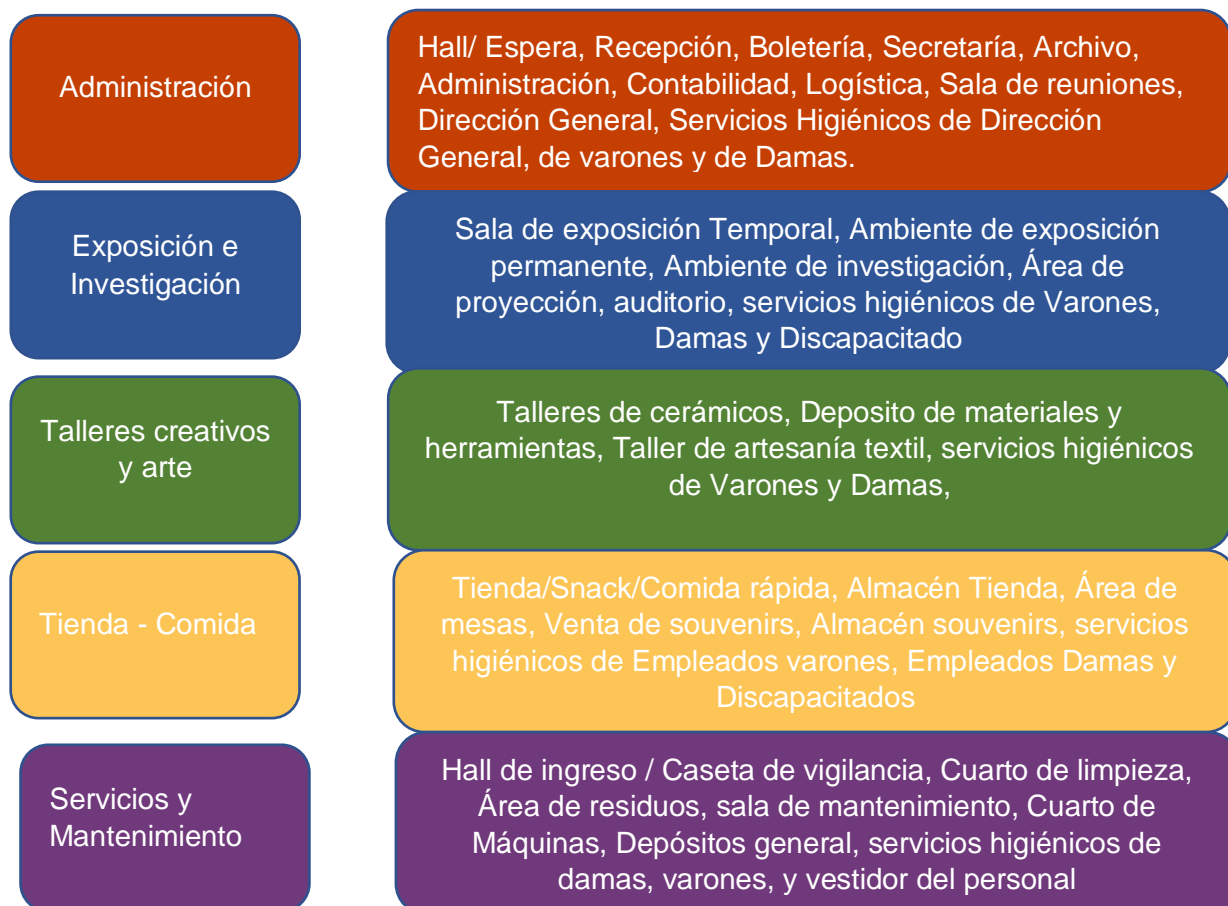 Administración
Hall/ Espera, Recepción, Boletería, Secretaría, Archivo,
Administración, Contabilidad, Logística, Sala de reuniones,
Dirección General, Servicios Higiénicos de Dirección
General, de varones y de Damas.
Exposición e
Investigación
Sala de exposición Temporal, Ambiente de exposición
permanente, Ambiente de investigación, Área de
proyección, auditorio, servicios higiénicos de Varones,
Damas y Discapacitado
Talleres creativos
y arte
Talleres de cerámicos, Deposito de materiales y
herramientas, Taller de artesanía textil, servicios higiénicos
de Varones y Damas,
Tienda - Comida
Tienda/Snack/Comida rápida, Almacén Tienda, Área de
mesas, Venta de souvenirs, Almacén souvenirs, servicios
higiénicos de Empleados varones, Empleados Damas y
Discapacitados
Servicios y
Mantenimiento
Hall de ingreso / Caseta de vigilancia, Cuarto de limpieza,
Área de residuos, sala de mantenimiento, Cuarto de
Máquinas, Depósitos general, servicios higiénicos de
damas, varones, y vestidor del personal